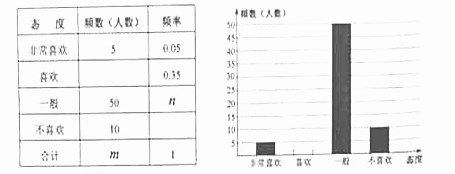 态 度 频数（人数） 频率
非常喜欢 5 0.05
喜欢 0.35
一般 50 n
不喜欢 10
合计 m 1
频数（人数）
50
45
40
35
30
25
20
15
10
5
非常喜欢 喜欢 一般 不喜欢 态度